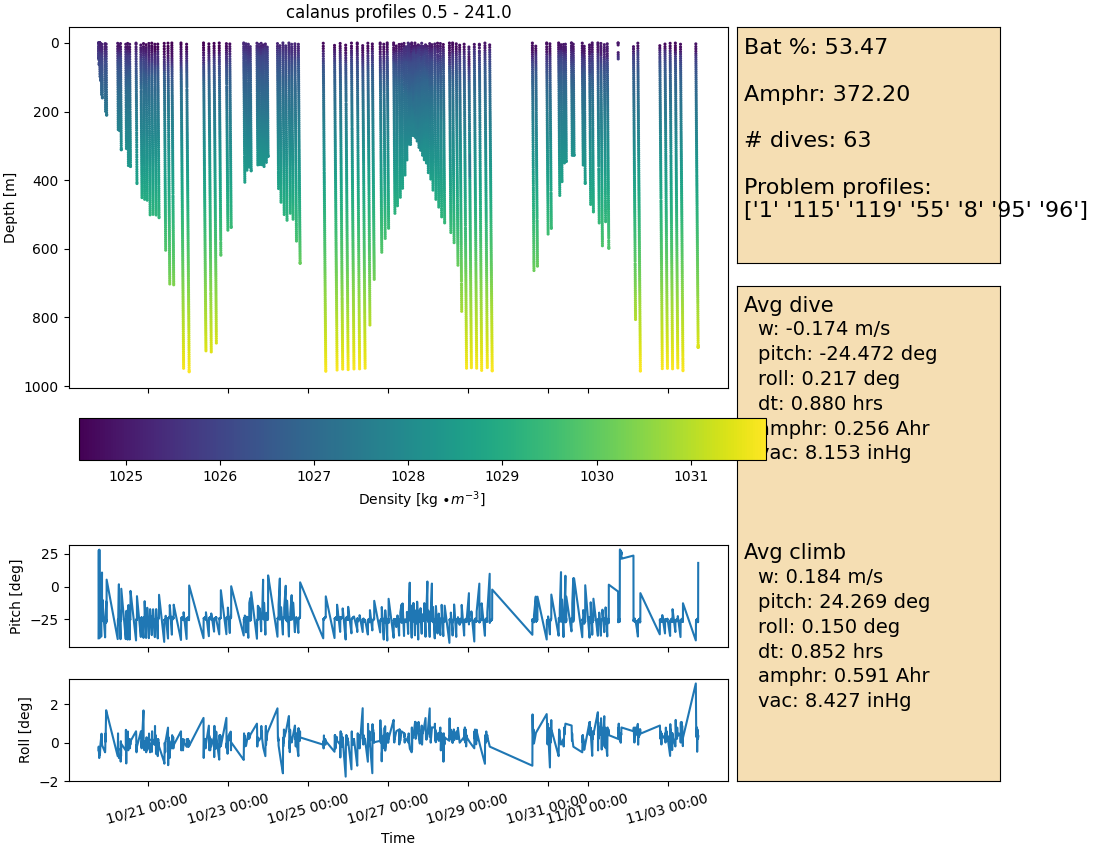 calanus profiles 0.5 - 241.0
0
200
400
600
800
1000
Depth [m]
1025 1026 1027 1028 1029 1030 1031
Density [kg •m⁻³]
25
0
−25
Pitch [deg]
2
0
−2
Roll [deg]
10/21 00:00 10/23 00:00 10/25 00:00 10/27 00:00 10/29 00:00 10/31 00:00 11/01 00:00 11/03 00:00
Time
Bat %: 53.47
Amphr: 372.20
# dives: 63
Problem profiles:
['1' '115' '119' '55' '8' '95' '96']
Avg dive
w: -0.174 m/s
pitch: -24.472 deg
roll: 0.217 deg
dt: 0.880 hrs
amphr: 0.256 Ahr
vac: 8.153 inHg
Avg climb
w: 0.184 m/s
pitch: 24.269 deg
roll: 0.150 deg
dt: 0.852 hrs
amphr: 0.591 Ahr
vac: 8.427 inHg